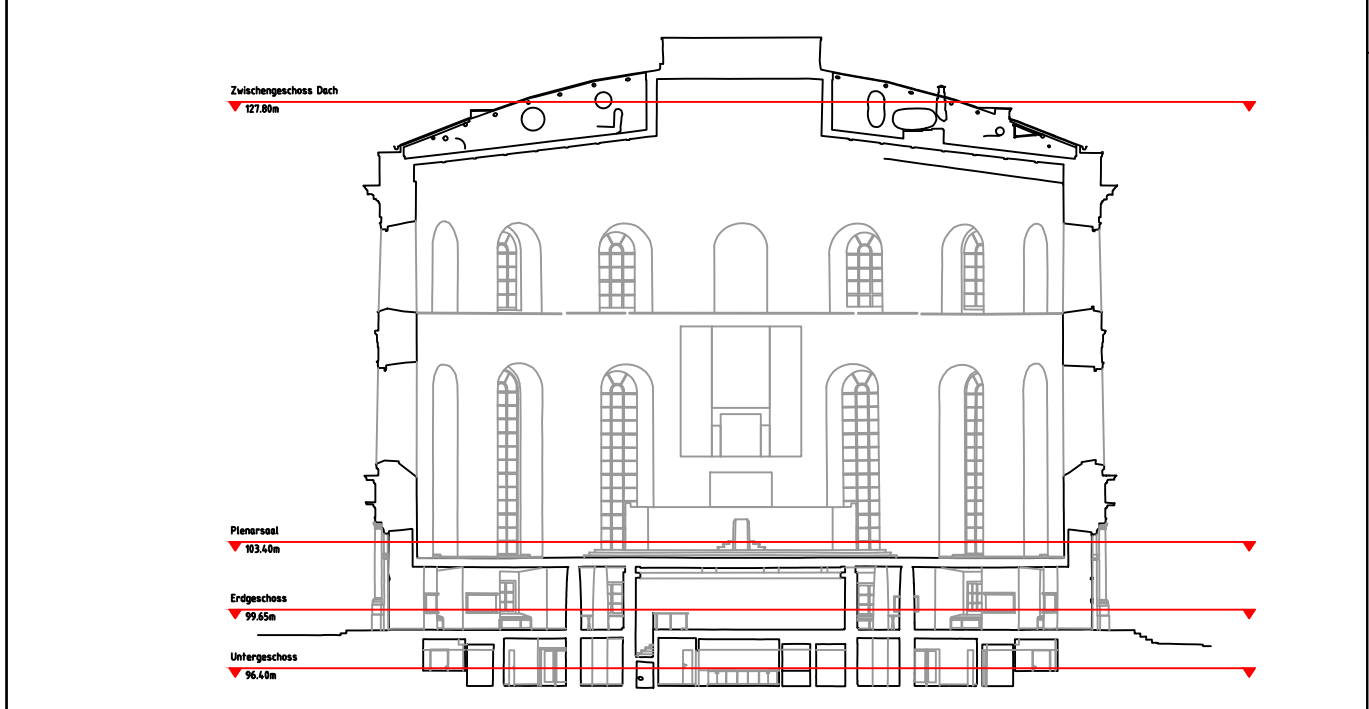 Zwischengeschoss Dach
127.80m
Plenarsaal
103.40m
Erdgeschoss
99.65m
Untergeschoss
96.40m